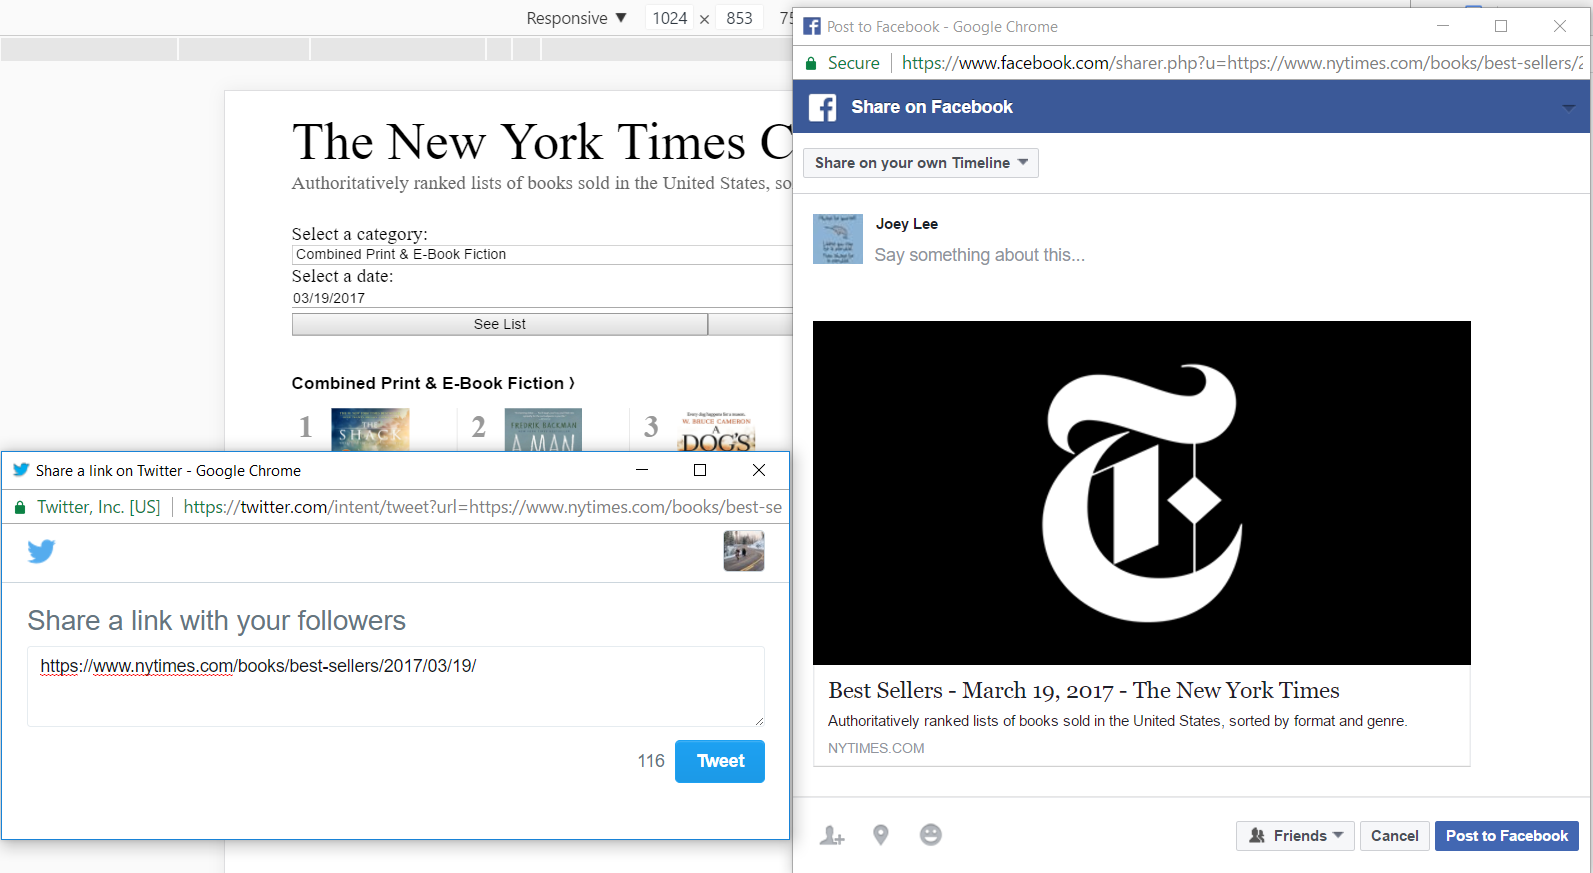 Responsive ▼ 1024 × 853 75
The New York Times C
Authoritatively ranked lists of books sold in the United States, so
Select a category:
Combined Print & E-Book Fiction
Select a date:
03/19/2017
See List
Combined Print & E-Book Fiction ⟩
1
THE
SHACK
2
FREDRIK BACKMAN
A MAN
3
Every dog happens for a reason.
W. BRUCE CAMERON
A
DOG'S
Share a link on Twitter - Google Chrome
Twitter, Inc. [US] https://twitter.com/intent/tweet?url=https://www.nytimes.com/books/best-se
Share a link with your followers
https://www.nytimes.com/books/best-sellers/2017/03/19/
116 Tweet
Post to Facebook - Google Chrome
Secure https://www.facebook.com/sharer.php?u=https://www.nytimes.com/books/best-sellers/2
Share on Facebook
Share on your own Timeline
Joey Lee
Say something about this...
Best Sellers - March 19, 2017 - The New York Times
Authoritatively ranked lists of books sold in the United States, sorted by format and genre.
NYTIMES.COM
Friends Cancel Post to Facebook